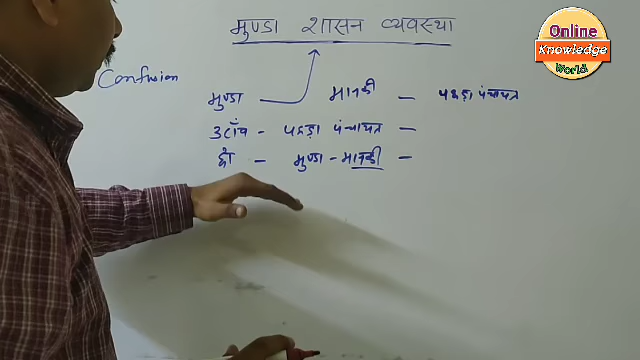 मुण्डा शासन व्यवस्था
Confusion
मुण्डा — मानकी — पड़हा पंचायत
उराँव - पड़हा पंचायत —
हो - मुण्डा - मानकी —
Online
Knowledge
World